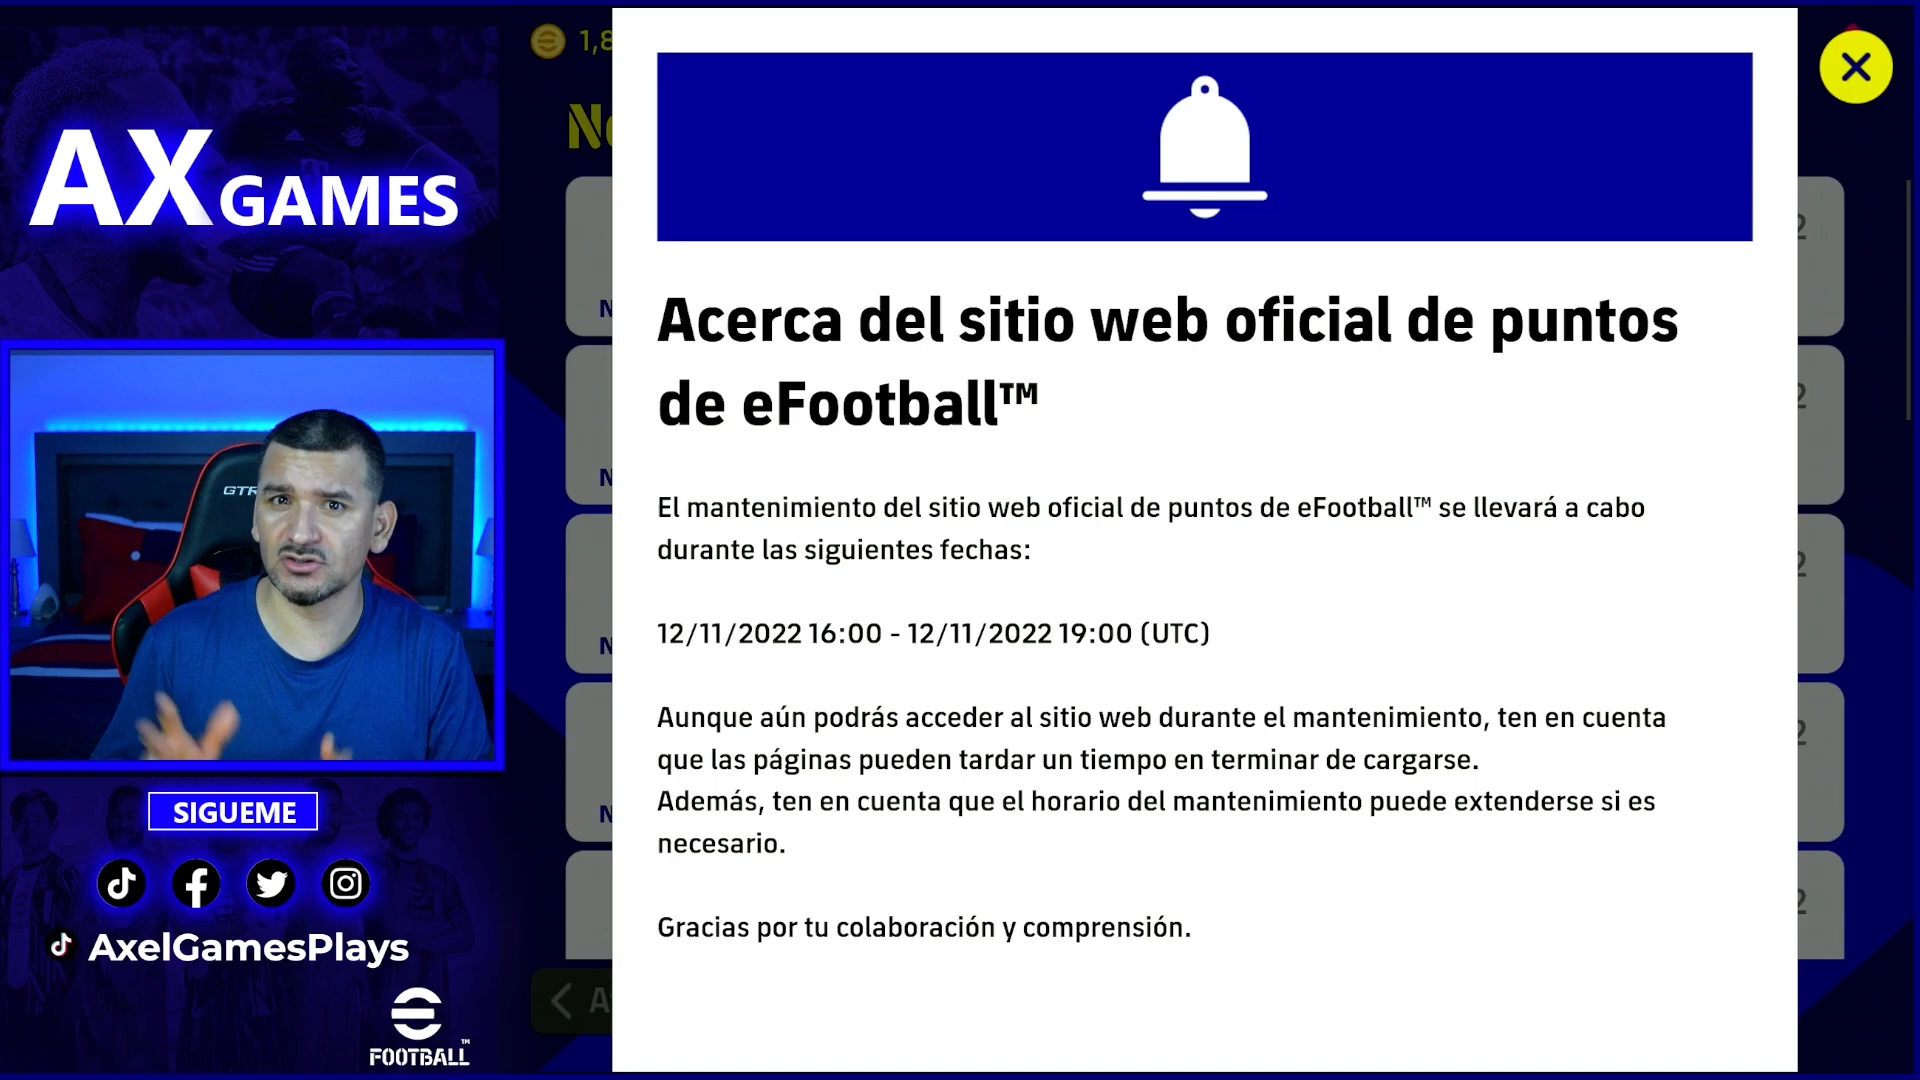 AX GAMES
GTR
SIGUEME
AxelGamesPlays
FOOTBALL™
1,8
Acerca del sitio web oficial de puntos
de eFootball™
El mantenimiento del sitio web oficial de puntos de eFootball™ se llevará a cabo
durante las siguientes fechas:
12/11/2022 16:00 - 12/11/2022 19:00 (UTC)
Aunque aún podrás acceder al sitio web durante el mantenimiento, ten en cuenta
que las páginas pueden tardar un tiempo en terminar de cargarse.
Además, ten en cuenta que el horario del mantenimiento puede extenderse si es
necesario.
Gracias por tu colaboración y comprensión.